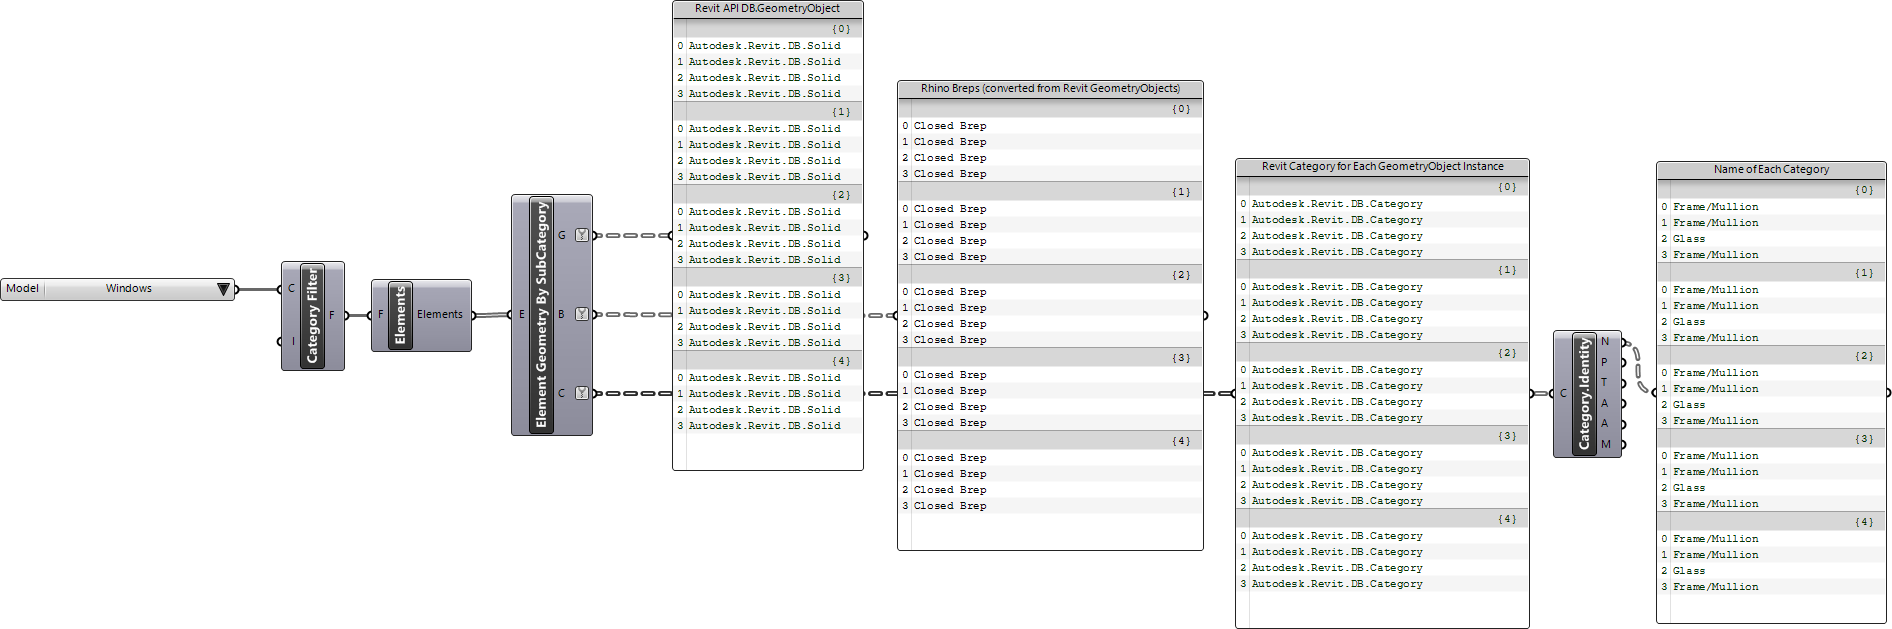 Model Windows
C
I
Category Filter
F
F
Elements
Elements
E
Element Geometry By SubCategory
G
B
C
Revit API DB.GeometryObject
{0}
0 Autodesk.Revit.DB.Solid
1 Autodesk.Revit.DB.Solid
2 Autodesk.Revit.DB.Solid
3 Autodesk.Revit.DB.Solid
{1}
0 Autodesk.Revit.DB.Solid
1 Autodesk.Revit.DB.Solid
2 Autodesk.Revit.DB.Solid
3 Autodesk.Revit.DB.Solid
{2}
0 Autodesk.Revit.DB.Solid
1 Autodesk.Revit.DB.Solid
2 Autodesk.Revit.DB.Solid
3 Autodesk.Revit.DB.Solid
{3}
0 Autodesk.Revit.DB.Solid
1 Autodesk.Revit.DB.Solid
2 Autodesk.Revit.DB.Solid
3 Autodesk.Revit.DB.Solid
{4}
0 Autodesk.Revit.DB.Solid
1 Autodesk.Revit.DB.Solid
2 Autodesk.Revit.DB.Solid
3 Autodesk.Revit.DB.Solid
Rhino Breps (converted from Revit GeometryObjects)
{0}
0 Closed Brep
1 Closed Brep
2 Closed Brep
3 Closed Brep
{1}
0 Closed Brep
1 Closed Brep
2 Closed Brep
3 Closed Brep
{2}
0 Closed Brep
1 Closed Brep
2 Closed Brep
3 Closed Brep
{3}
0 Closed Brep
1 Closed Brep
2 Closed Brep
3 Closed Brep
{4}
0 Closed Brep
1 Closed Brep
2 Closed Brep
3 Closed Brep
Revit Category for Each GeometryObject Instance
{0}
0 Autodesk.Revit.DB.Category
1 Autodesk.Revit.DB.Category
2 Autodesk.Revit.DB.Category
3 Autodesk.Revit.DB.Category
{1}
0 Autodesk.Revit.DB.Category
1 Autodesk.Revit.DB.Category
2 Autodesk.Revit.DB.Category
3 Autodesk.Revit.DB.Category
{2}
0 Autodesk.Revit.DB.Category
1 Autodesk.Revit.DB.Category
2 Autodesk.Revit.DB.Category
3 Autodesk.Revit.DB.Category
{3}
0 Autodesk.Revit.DB.Category
1 Autodesk.Revit.DB.Category
2 Autodesk.Revit.DB.Category
3 Autodesk.Revit.DB.Category
{4}
0 Autodesk.Revit.DB.Category
1 Autodesk.Revit.DB.Category
2 Autodesk.Revit.DB.Category
3 Autodesk.Revit.DB.Category
C
Category.Identity
N
P
T
A
A
M
Name of Each Category
{0}
0 Frame/Mullion
1 Frame/Mullion
2 Glass
3 Frame/Mullion
{1}
0 Frame/Mullion
1 Frame/Mullion
2 Glass
3 Frame/Mullion
{2}
0 Frame/Mullion
1 Frame/Mullion
2 Glass
3 Frame/Mullion
{3}
0 Frame/Mullion
1 Frame/Mullion
2 Glass
3 Frame/Mullion
{4}
0 Frame/Mullion
1 Frame/Mullion
2 Glass
3 Frame/Mullion